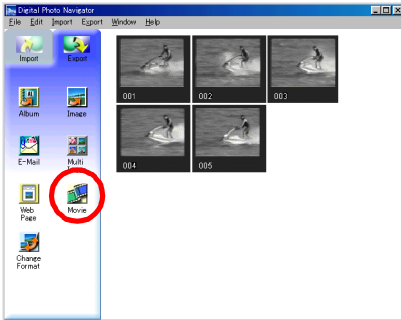 Digital Photo Navigator
File Edit Import Export Window Help
Import Export
001 002 003
Album Image
004 005
E-Mail Multi
Web Page Movie
Change Format